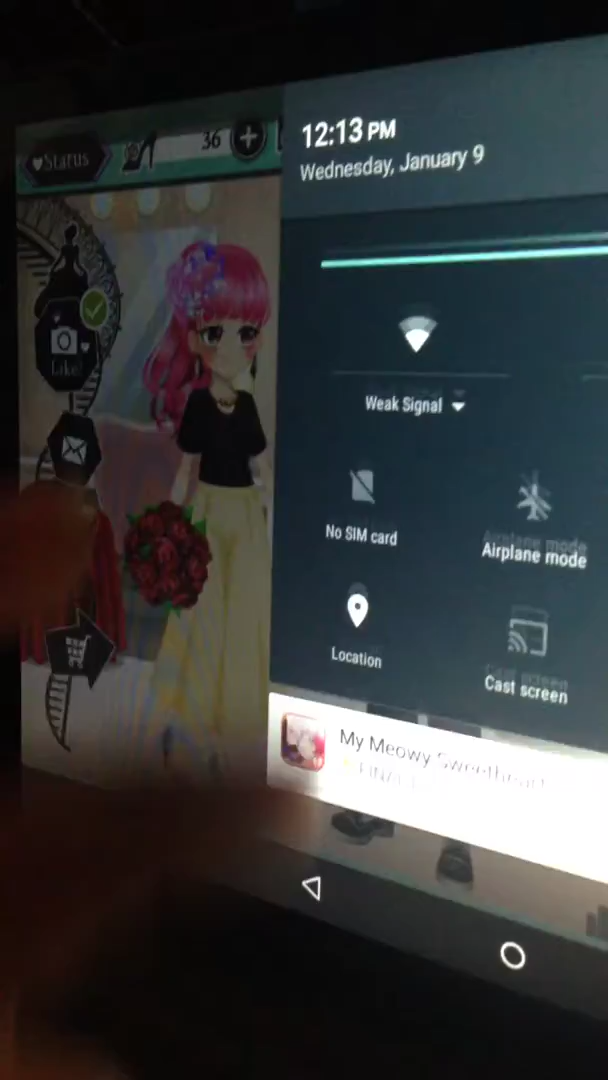 Status
36
12:13 PM
Wednesday, January 9
Like!
Weak Signal
No SIM card
Airplane mode
Location
Cast screen
My Meowy Sweetheart